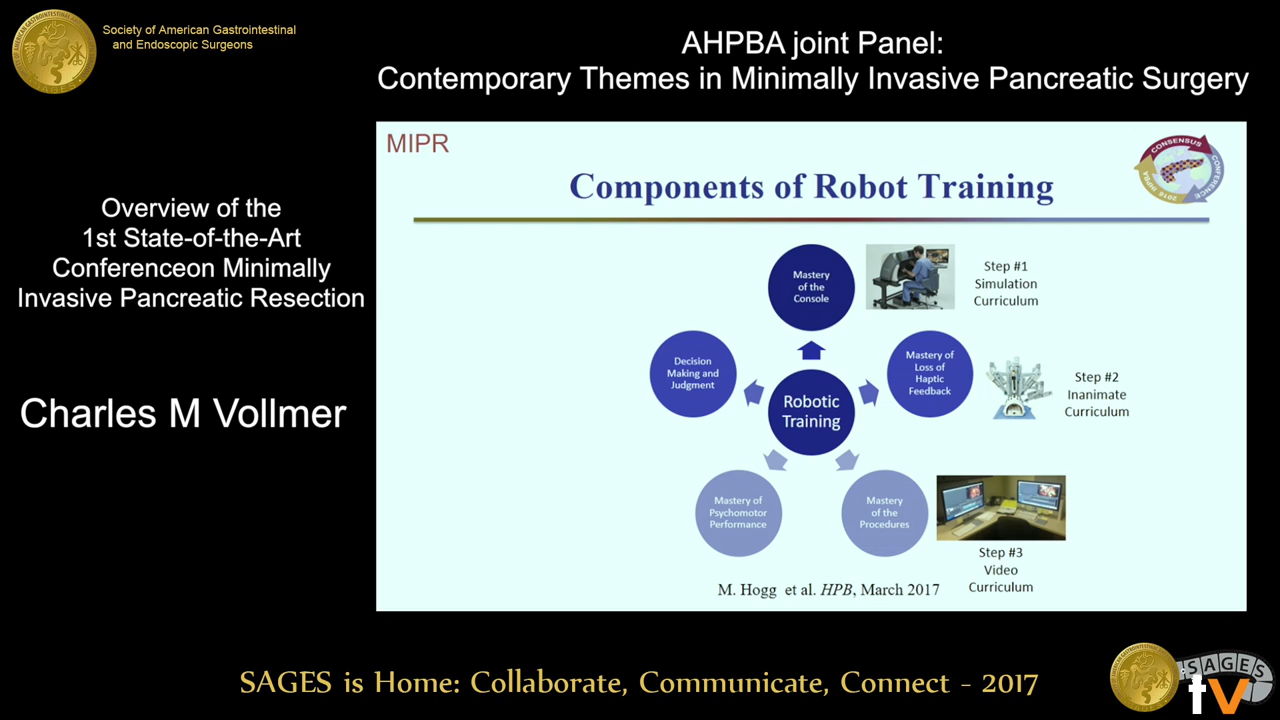 Society of American Gastrointestinal
and Endoscopic Surgeons
AHPBA joint Panel:
Contemporary Themes in Minimally Invasive Pancreatic Surgery
Overview of the
1st State-of-the-Art
Conferenceon Minimally
Invasive Pancreatic Resection
Charles M Vollmer
MIPR
CONSENSUS
CONFERENCE
Components of Robot Training
Mastery
of the
Console
Step #1
Simulation
Curriculum
Decision
Making and
Judgment
Mastery of
Loss of
Haptic
Feedback
Step #2
Inanimate
Curriculum
Robotic
Training
Mastery of
Psychomotor
Performance
Mastery
of the
Procedures
Step #3
Video
Curriculum
M. Hogg et al. HPB, March 2017
SAGES is Home: Collaborate, Communicate, Connect - 2017
SAGES
tv